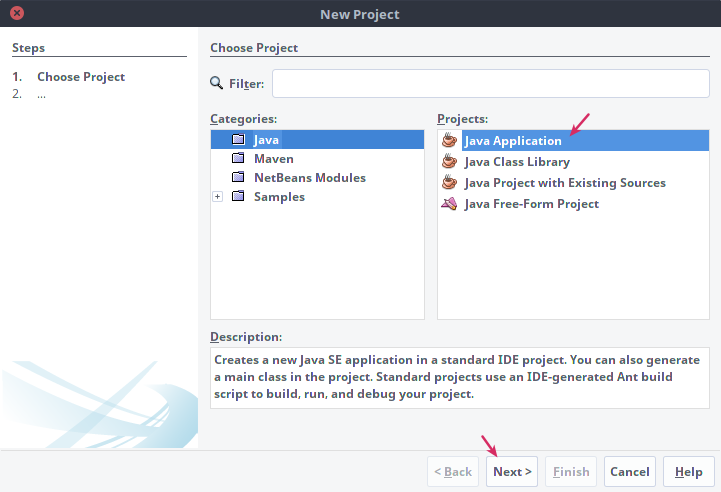 New Project
Steps
1. Choose Project
2. ...
Choose Project
Filter:
Categories:
Java
Maven
NetBeans Modules
Samples
Projects:
Java Application
Java Class Library
Java Project with Existing Sources
Java Free-Form Project
Description:
Creates a new Java SE application in a standard IDE project. You can also generate
a main class in the project. Standard projects use an IDE-generated Ant build
script to build, run, and debug your project.
< Back Next > Finish Cancel Help